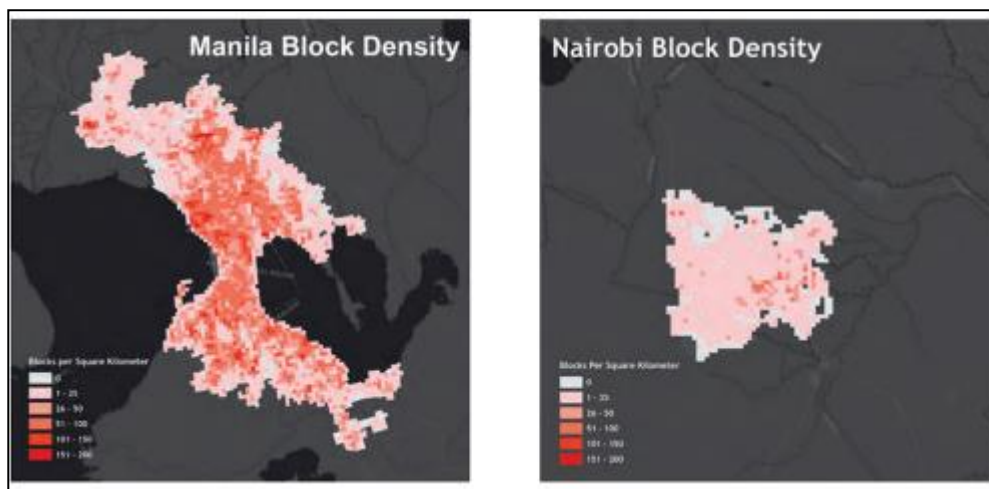 Manila Block Density
Blocks per Square Kilometer
0
1 - 25
26 - 50
51 - 100
101 - 150
151 - 200
Nairobi Block Density
Blocks Per Square Kilometer
0
1 - 25
26 - 50
51 - 100
101 - 150
151 - 200